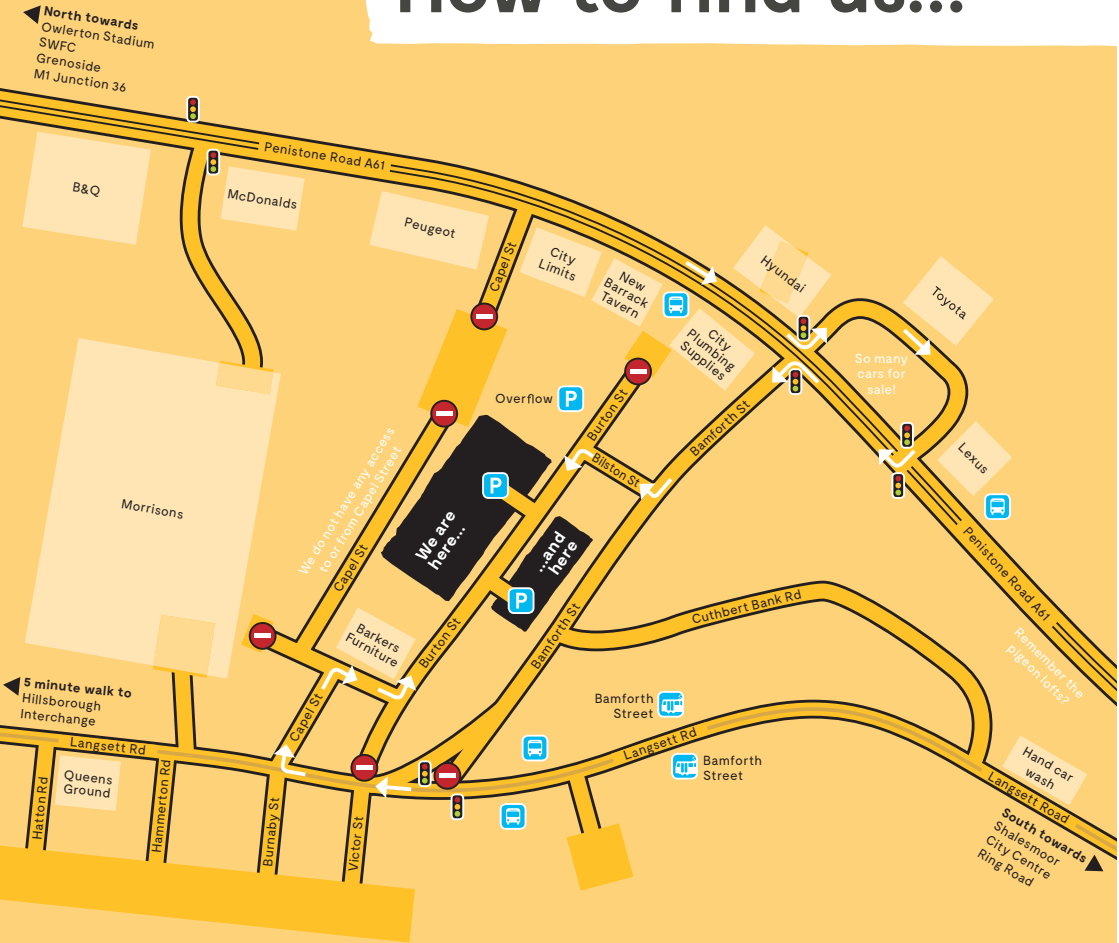 How to find us...
North towards
Owlerton Stadium
SWFC
Grenoside
M1 Junction 36
Penistone Road A61
B&Q
McDonalds
Peugeot
Capel St
City
Limits
New
Barrack
Tavern
City
Plumbing
Supplies
Hyundai
Toyota
So many
cars for
sale!
Lexus
Overflow
P
Burton St
Bamforth St
Bilston St
P
We are
here...
...and
here
P
Morrisons
We do not have any access
to or from Capel Street
Capel St
Barkers
Furniture
Burton St
Bamforth St
Cuthbert Bank Rd
Penistone Road A61
Remember the
pigeon lofts?
5 minute walk to
Hillsborough
Interchange
Langsett Rd
Capel St
Bamforth
Street
Langsett Rd
Bamforth
Street
Hand car
wash
Langsett Road
Queens
Ground
Hatton Rd
Hammerton Rd
Burnaby St
Victor St
South towards
Shalesmoor
City Centre
Ring Road